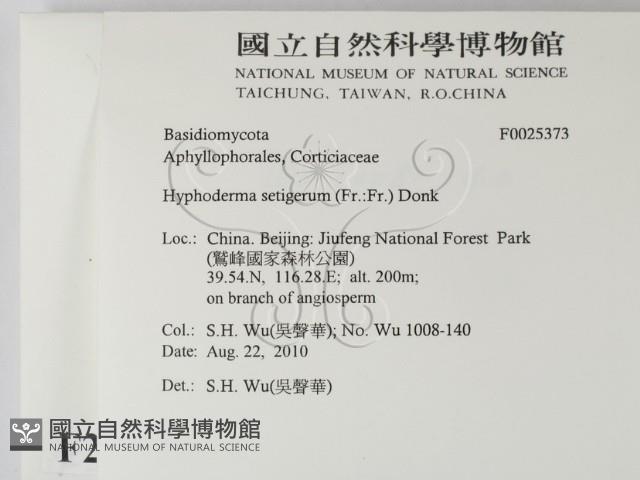 國立自然科學博物館
NATIONAL MUSEUM OF NATURAL SCIENCE
TAICHUNG, TAIWAN, R.O.CHINA
Basidiomycota F0025373
Aphyllophorales, Corticiaceae
Hyphoderma setigerum (Fr.:Fr.) Donk
Loc.: China. Beijing: Jiufeng National Forest Park
(鷲峰國家森林公園)
39.54.N, 116.28.E; alt. 200m;
on branch of angiosperm
Col.: S.H. Wu(吳聲華); No. Wu 1008-140
Date: Aug. 22, 2010
Det.: S.H. Wu(吳聲華)
國立自然科學博物館
NATIONAL MUSEUM OF NATURAL SCIENCE
F2